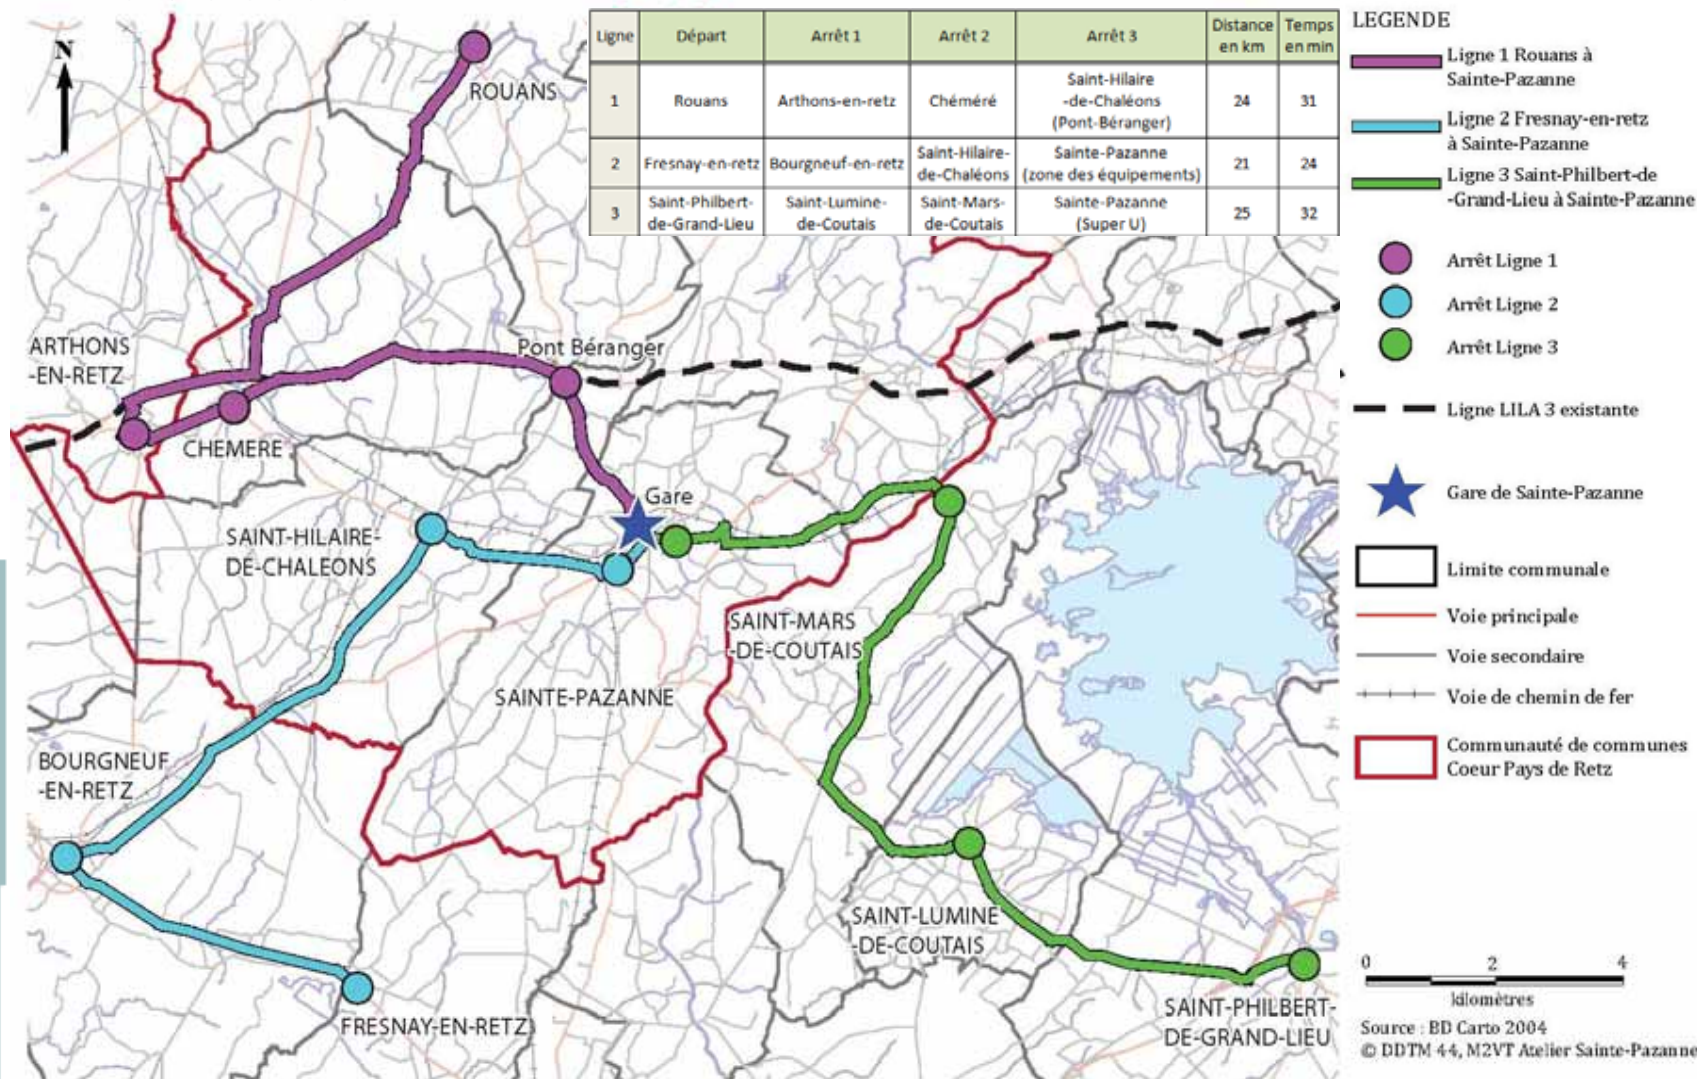 Ligne Départ Arrêt 1 Arrêt 2 Arrêt 3 Distance en km Temps en min
1 Rouans Arthons-en-retz Chéméré Saint-Hilaire -de-Chaléons (Pont-Béranger) 24 31
2 Fresnay-en-retz Bourgneuf-en-retz Saint-Hilaire-de-Chaléons Sainte-Pazanne (zone des équipements) 21 24
3 Saint-Philbert-de-Grand-Lieu Saint-Lumine-de-Coutais Saint-Mars-de-Coutais Sainte-Pazanne (Super U) 25 32
N
ROUANS
ARTHONS
-EN-RETZ
Pont Béranger
CHEMERE
Gare
SAINT-HILAIRE-
DE-CHALEONS
SAINT-MARS
-DE-COUTAIS
SAINTE-PAZANNE
BOURGNEUF
-EN-RETZ
SAINT-LUMINE
-DE-COUTAIS
FRESNAY-EN-RETZ
SAINT-PHILBERT-
DE-GRAND-LIEU
LEGENDE
Ligne 1 Rouans à
Sainte-Pazanne
Ligne 2 Fresnay-en-retz
à Sainte-Pazanne
Ligne 3 Saint-Philbert-de
-Grand-Lieu à Sainte-Pazanne
Arrêt Ligne 1
Arrêt Ligne 2
Arrêt Ligne 3
Ligne LILA 3 existante
Gare de Sainte-Pazanne
Limite communale
Voie principale
Voie secondaire
Voie de chemin de fer
Communauté de communes
Coeur Pays de Retz
0 2 4
kilomètres
Source : BD Carto 2004
© DDTM 44, M2VT Atelier Sainte-Pazanne